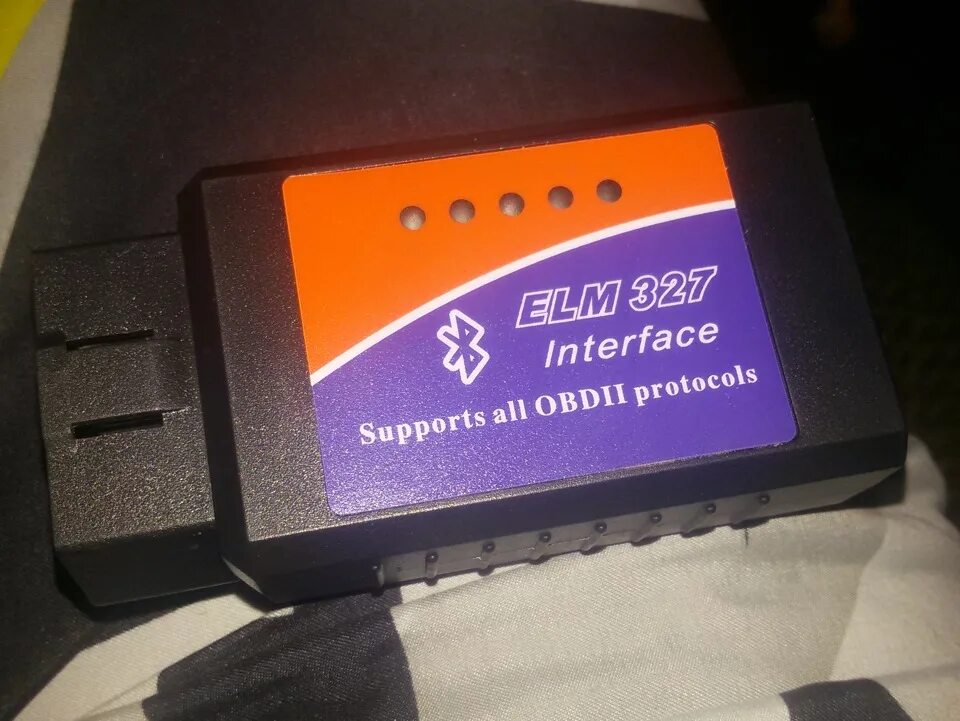 ELM 327
Interface
Supports all OBDII protocols